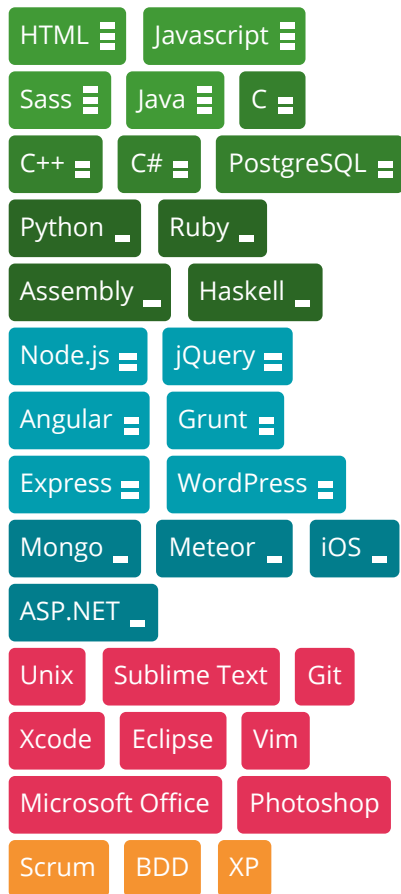 HTML Javascript
Sass Java C
C++ C# PostgreSQL
Python Ruby
Assembly Haskell
Node.js jQuery
Angular Grunt
Express WordPress
Mongo Meteor iOS
ASP.NET
Unix Sublime Text Git
Xcode Eclipse Vim
Microsoft Office Photoshop
Scrum BDD XP